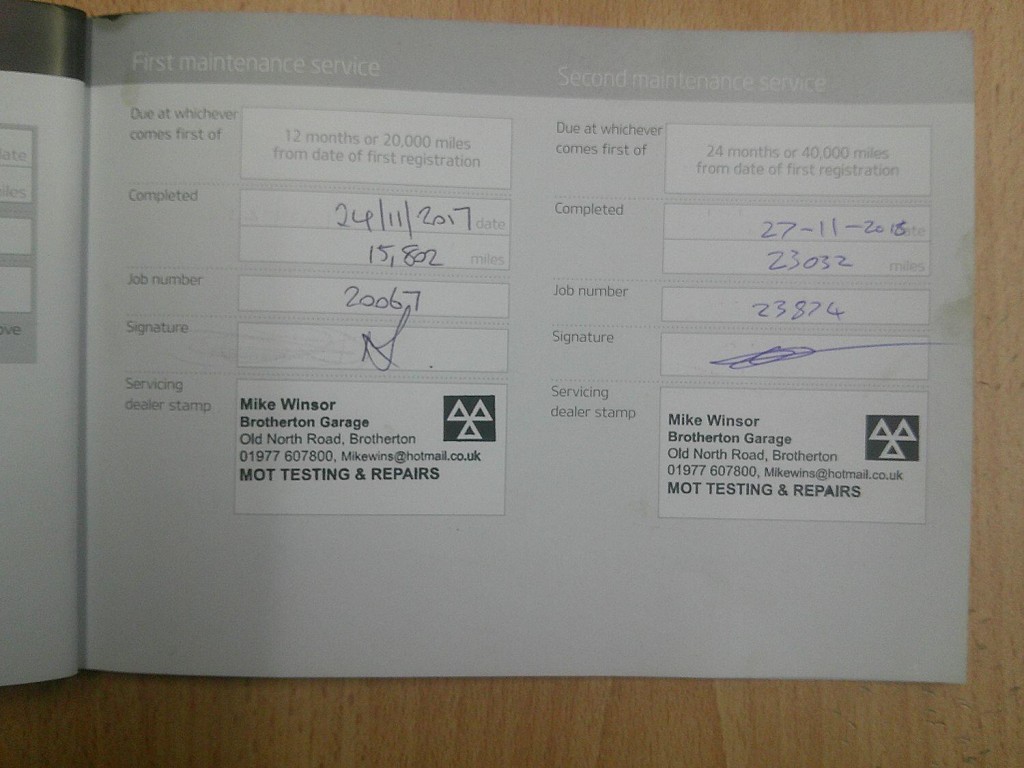 First maintenance service
Due at whichever
comes first of
12 months or 20,000 miles
from date of first registration
Completed
24/11/2017 date
15,802 miles
Job number
20067
Signature
Servicing
dealer stamp
Mike Winsor
Brotherton Garage
Old North Road, Brotherton
01977 607800, Mikewins@hotmail.co.uk
MOT TESTING & REPAIRS
Second maintenance service
Due at whichever
comes first of
24 months or 40,000 miles
from date of first registration
Completed
27-11-2018 date
23032 miles
Job number
23874
Signature
Servicing
dealer stamp
Mike Winsor
Brotherton Garage
Old North Road, Brotherton
01977 607800, Mikewins@hotmail.co.uk
MOT TESTING & REPAIRS